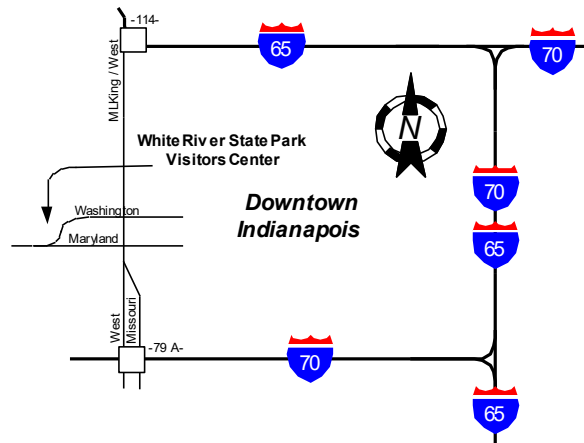 -114-
65
70
MLKing / West
N
White River State Park
Visitors Center
70
Downtown
Indianapois
Washington
65
Maryland
West
Missouri
-79 A-
70
65